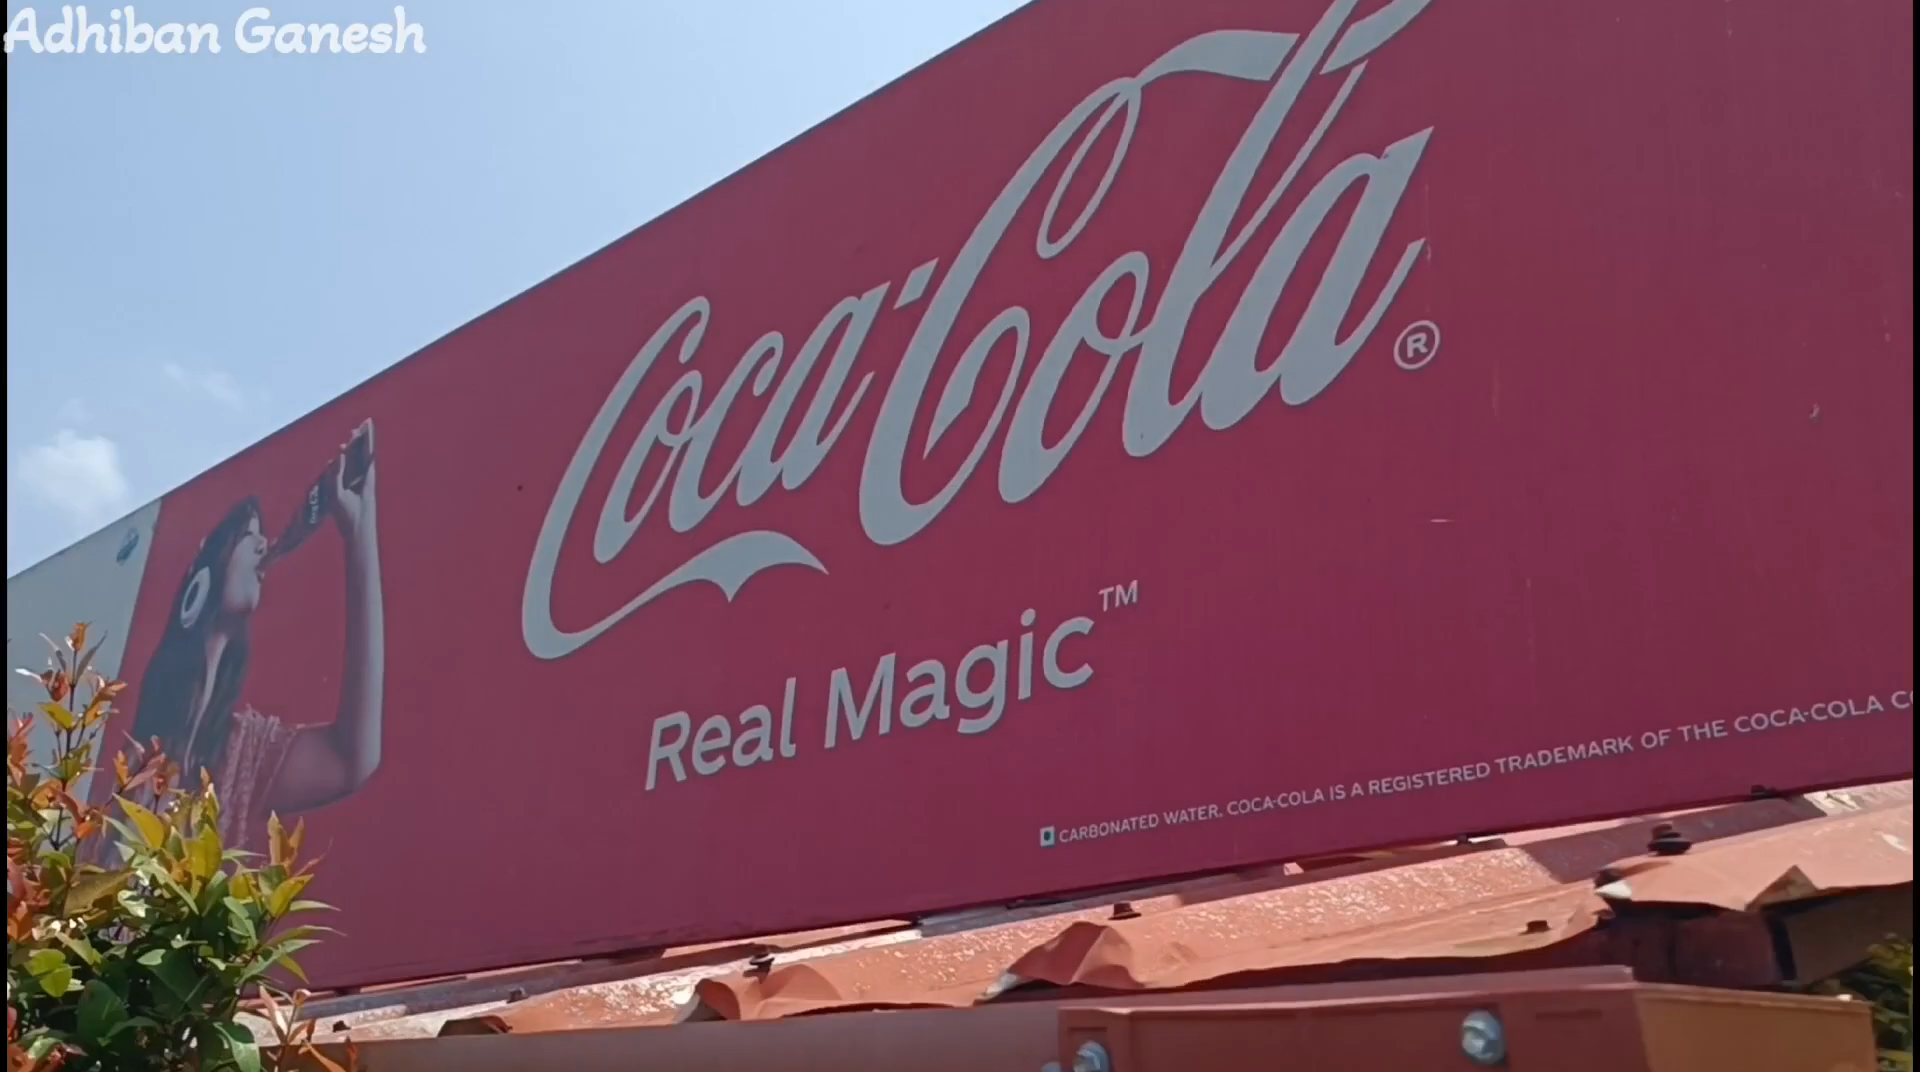 Adhiban Ganesh
Coca-Cola ®
Real Magic™
CARBONATED WATER. COCA-COLA IS A REGISTERED TRADEMARK OF THE COCA-COLA